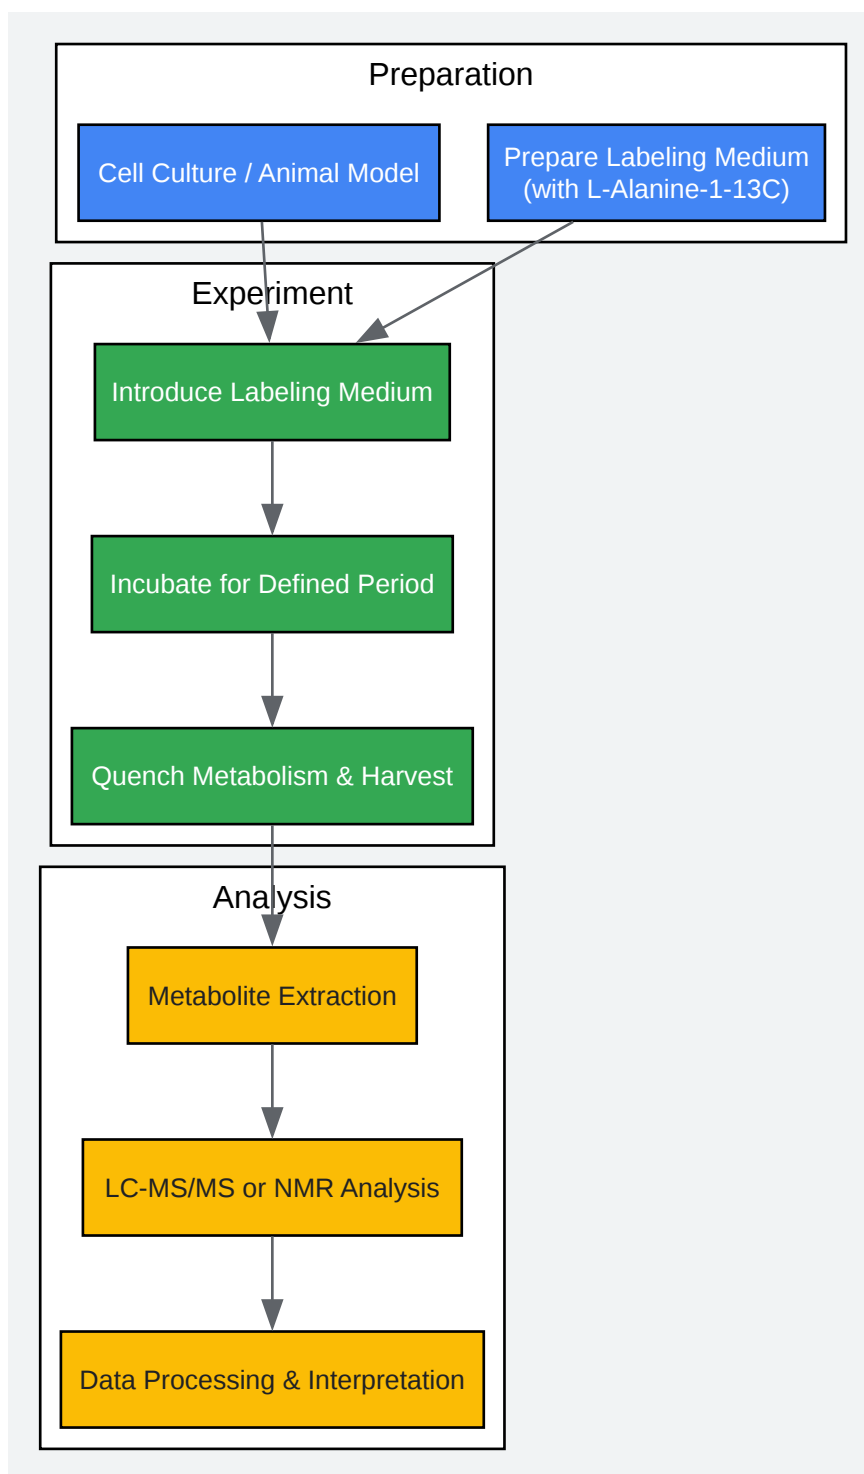 Preparation
Cell Culture / Animal Model
Prepare Labeling Medium
(with L-Alanine-1-13C)
Experiment
Introduce Labeling Medium
Incubate for Defined Period
Quench Metabolism & Harvest
Analysis
Metabolite Extraction
LC-MS/MS or NMR Analysis
Data Processing & Interpretation